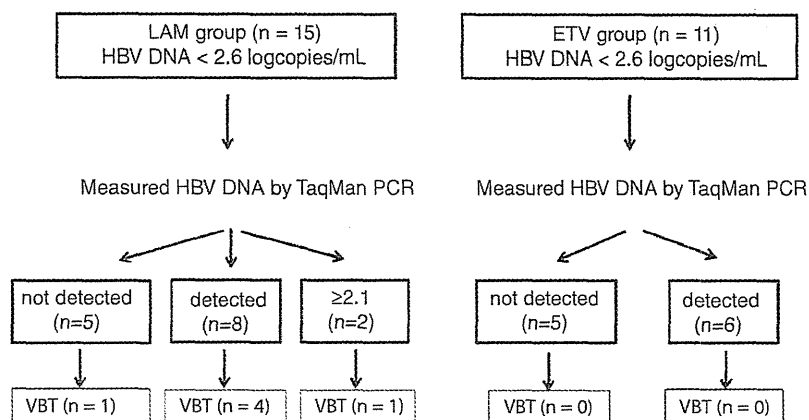 LAM group (n = 15)
HBV DNA < 2.6 logcopies/mL
ETV group (n = 11)
HBV DNA < 2.6 logcopies/mL
Measured HBV DNA by TaqMan PCR
Measured HBV DNA by TaqMan PCR
not detected
(n=5)
detected
(n=8)
≥2.1
(n=2)
not detected
(n=5)
detected
(n=6)
VBT (n = 1)
VBT (n = 4)
VBT (n = 1)
VBT (n = 0)
VBT (n = 0)